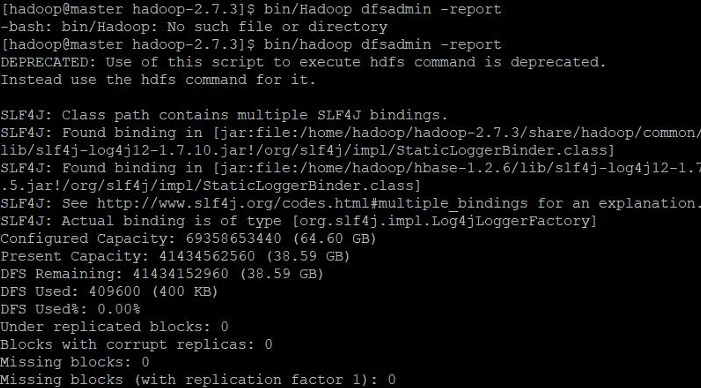 [hadoop@master hadoop-2.7.3]$ bin/Hadoop dfsadmin -report
-bash: bin/Hadoop: No such file or directory
[hadoop@master hadoop-2.7.3]$ bin/hadoop dfsadmin -report
DEPRECATED: Use of this script to execute hdfs command is deprecated.
Instead use the hdfs command for it.
SLF4J: Class path contains multiple SLF4J bindings.
SLF4J: Found binding in [jar:file:/home/hadoop/hadoop-2.7.3/share/hadoop/common/
lib/slf4j-log4j12-1.7.10.jar!/org/slf4j/impl/StaticLoggerBinder.class]
SLF4J: Found binding in [jar:file:/home/hadoop/hbase-1.2.6/lib/slf4j-log4j12-1.7
.5.jar!/org/slf4j/impl/StaticLoggerBinder.class]
SLF4J: See http://www.slf4j.org/codes.html#multiple_bindings for an explanation.
SLF4J: Actual binding is of type [org.slf4j.impl.Log4jLoggerFactory]
Configured Capacity: 69358653440 (64.60 GB)
Present Capacity: 41434562560 (38.59 GB)
DFS Remaining: 41434152960 (38.59 GB)
DFS Used: 409600 (400 KB)
DFS Used%: 0.00%
Under replicated blocks: 0
Blocks with corrupt replicas: 0
Missing blocks: 0
Missing blocks (with replication factor 1): 0